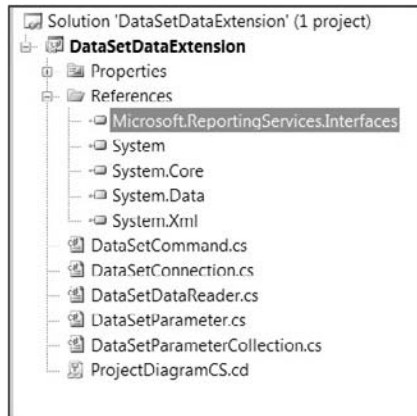 Solution 'DataSetDataExtension' (1 project)
DataSetDataExtension
Properties
References
Microsoft.ReportingServices.Interfaces
System
System.Core
System.Data
System.Xml
DataSetCommand.cs
DataSetConnection.cs
DataSetDataReader.cs
DataSetParameter.cs
DataSetParameterCollection.cs
ProjectDiagramCS.cd